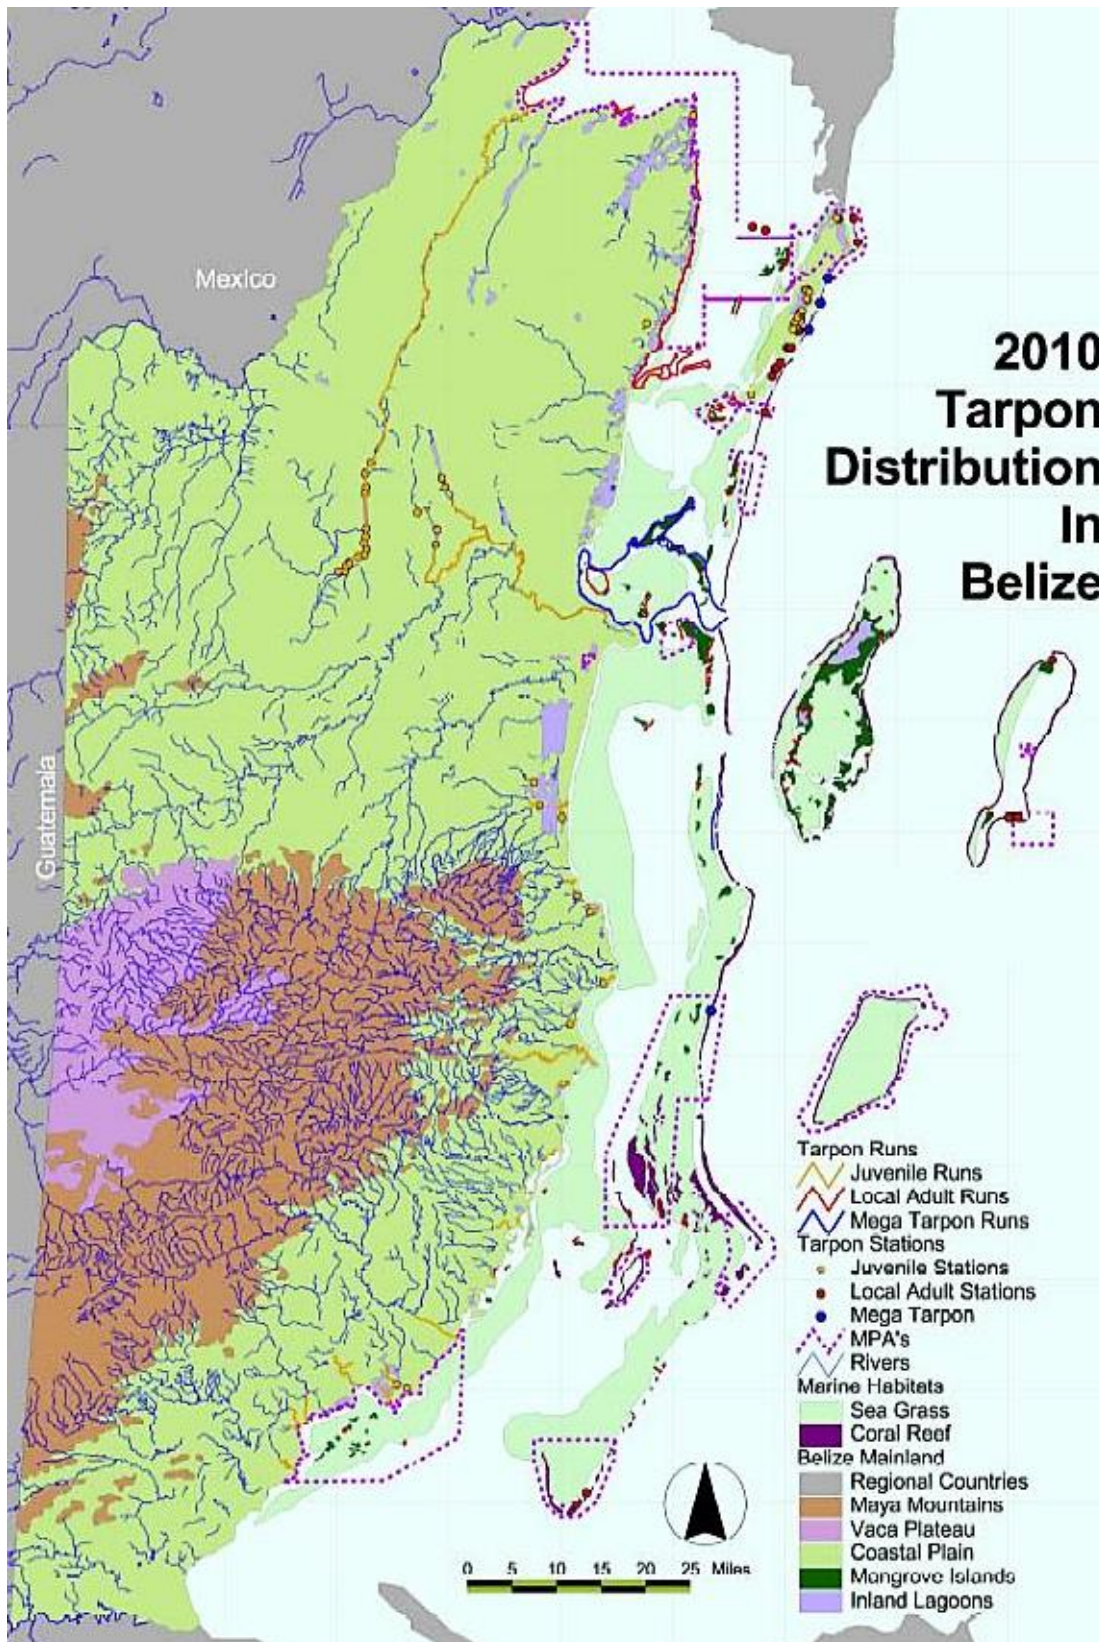 Mexico
Guatemala
2010
Tarpon
Distribution
In
Belize
Tarpon Runs
Juvenile Runs
Local Adult Runs
Mega Tarpon Runs
Tarpon Stations
Juvenile Stations
Local Adult Stations
Mega Tarpon
MPA's
Rivers
Marine Habitets
Sea Grass
Coral Reef
Belize Mainland
Regional Countries
Maya Mountains
Vaca Plateau
Coastal Plain
Mangrove Islands
Inland Lagoons
0 5 10 15 20 25 Miles